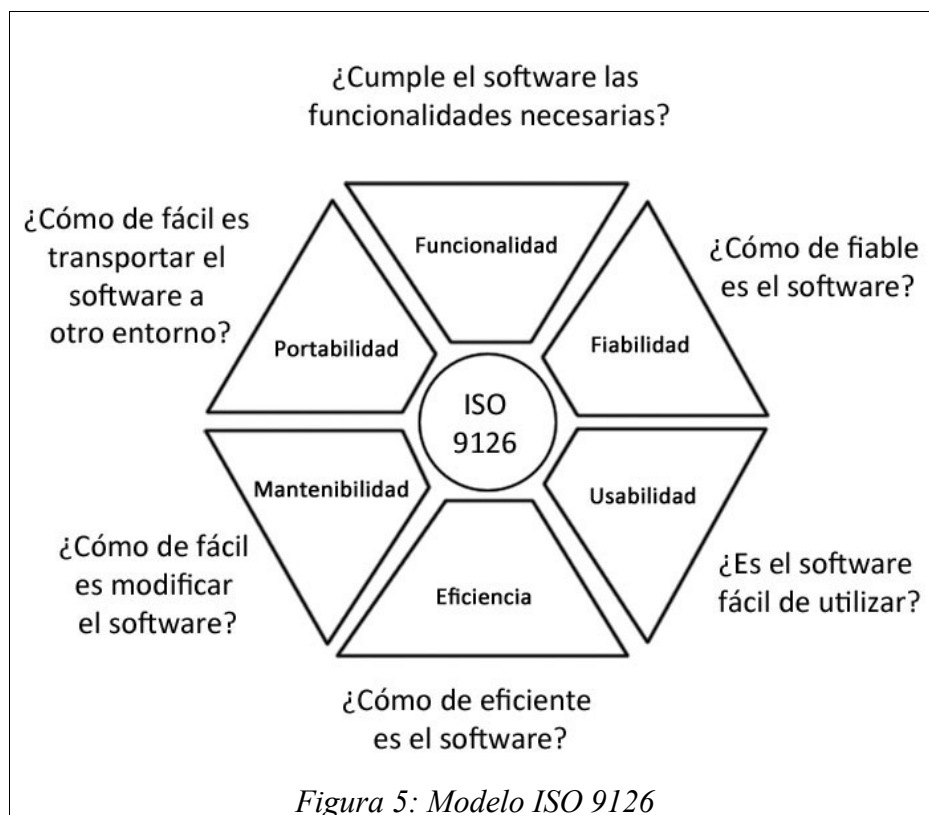 ¿Cumple el software las
funcionalidades necesarias?
¿Cómo de fácil es
transportar el
software a
otro entorno?
Funcionalidad
¿Cómo de fiable
es el software?
Portabilidad
Fiabilidad
ISO
9126
Mantenibilidad
Usabilidad
¿Cómo de fácil
es modificar
el software?
Eficiencia
¿Es el software
fácil de utilizar?
¿Cómo de eficiente
es el software?
Figura 5: Modelo ISO 9126